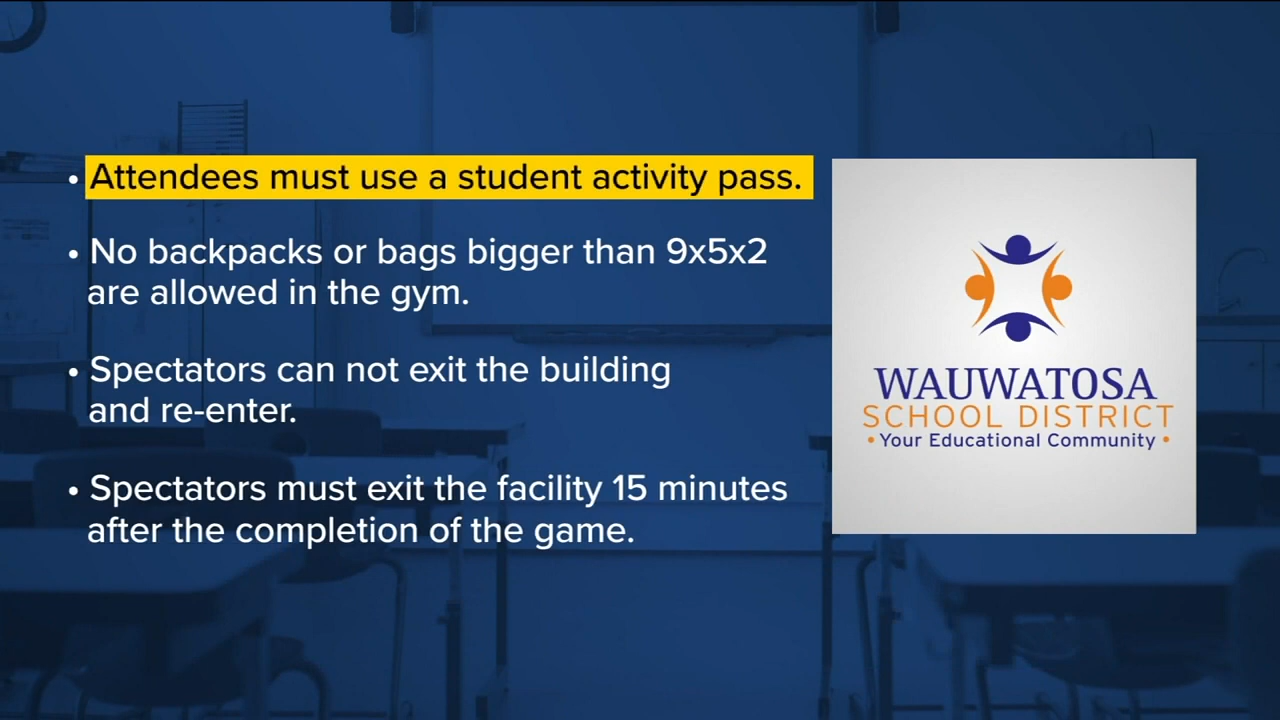 • Attendees must use a student activity pass.
• No backpacks or bags bigger than 9x5x2
are allowed in the gym.
• Spectators can not exit the building
and re-enter.
• Spectators must exit the facility 15 minutes
after the completion of the game.
WAUWATOSA
SCHOOL DISTRICT
• Your Educational Community •